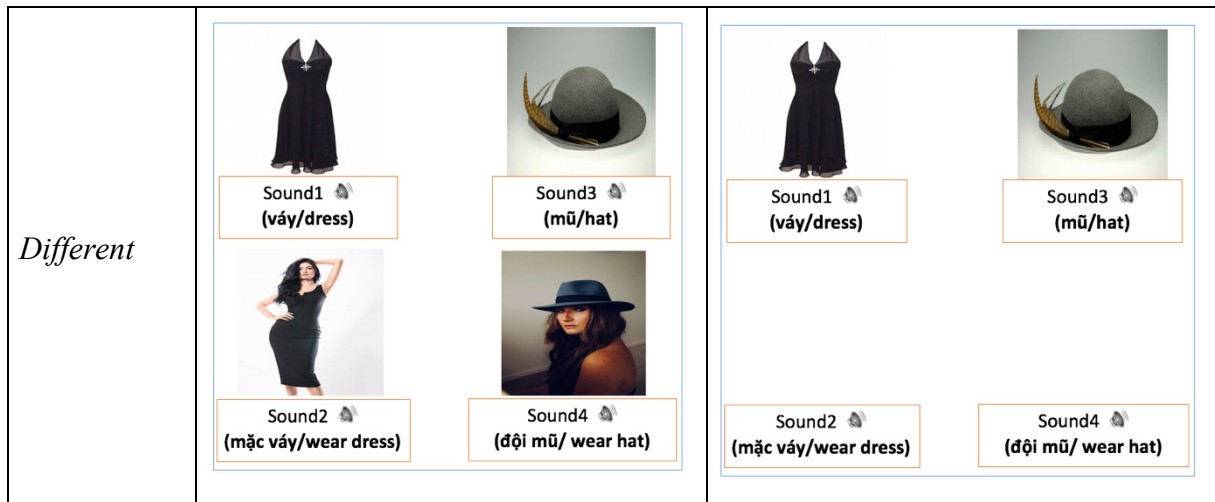 Different
Sound1
(váy/dress)
Sound3
(mũ/hat)
Sound2
(mặc váy/wear dress)
Sound4
(đội mũ/ wear hat)
Sound1
(váy/dress)
Sound3
(mũ/hat)
Sound2
(mặc váy/wear dress)
Sound4
(đội mũ/ wear hat)